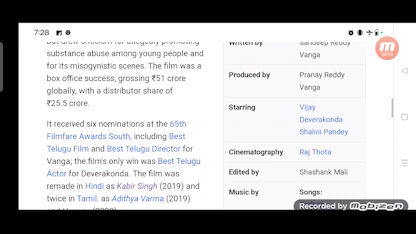 7:28
but drew criticism for allegedly promoting
substance abuse among young people and
for its misogynistic scenes. The film was a
box office success, grossing ₹51 crore
globally, with a distributor share of
₹25.5 crore.
It received six nominations at the 65th
Filmfare Awards South, including Best
Telugu Film and Best Telugu Director for
Vanga; the film's only win was Best Telugu
Actor for Deverakonda. The film was
remade in Hindi as Kabir Singh (2019) and
twice in Tamil: as Adithya Varma (2019)
Written by Sandeep Reddy
Vanga
Produced by Pranay Reddy
Vanga
Starring Vijay
Deverakonda
Shalini Pandey
Cinematography Raj Thota
Edited by Shashank Mali
Music by Songs:
Recorded by Mobizen